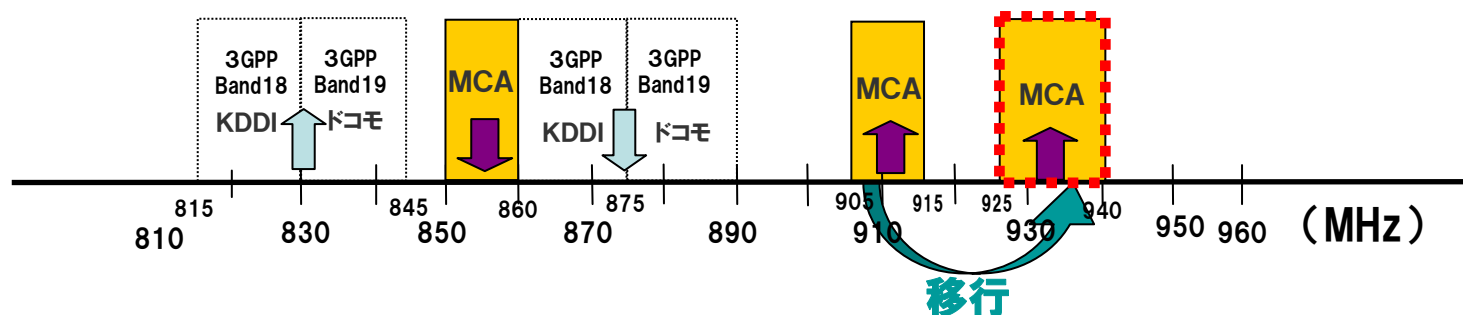 3GPP
Band18
3GPP
Band19
KDDI
ドコモ
MCA
3GPP
Band18
3GPP
Band19
KDDI
ドコモ
MCA
MCA
815
845
860
875
905
915
925
940
810
830
850
870
890
910
930
950
960
（MHz）
移行